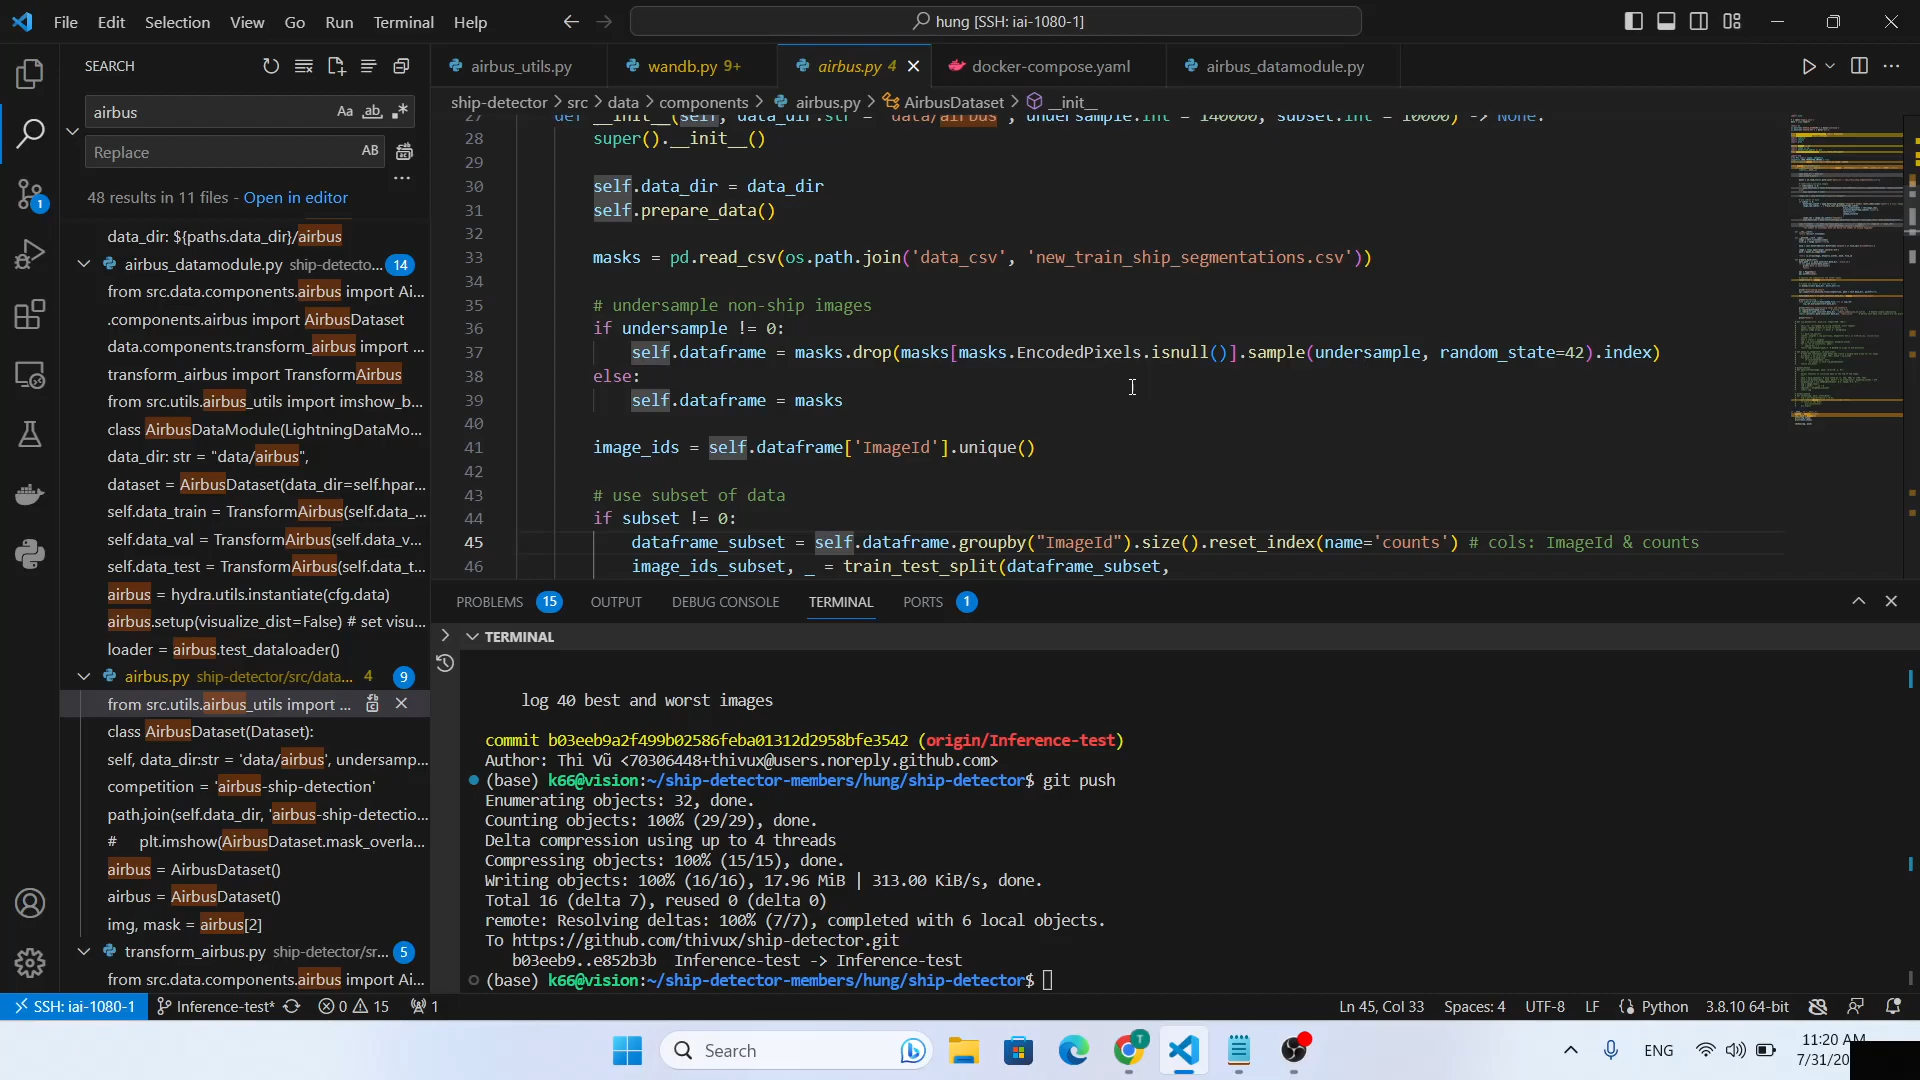 File Edit Selection View Go Run Terminal Help
hung [SSH: iai-1080-1]
SEARCH
airbus
Aa ab
Replace
AB
48 results in 11 files - Open in editor
data_dir: ${paths.data_dir}/airbus
airbus_datamodule.py ship-detecto... 14
from src.data.components.airbus import Ai...
.components.airbus import AirbusDataset
data.components.transform_airbus import ...
transform_airbus import TransformAirbus
from src.utils.airbus_utils import imshow_b...
class AirbusDataModule(LightningDataMo...
data_dir: str = "data/airbus",
dataset = AirbusDataset(data_dir=self.hpar...
self.data_train = TransformAirbus(self.data_...
self.data_val = TransformAirbus(self.data_v...
self.data_test = TransformAirbus(self.data_t...
airbus = hydra.utils.instantiate(cfg.data)
airbus.setup(visualize_dist=False) # set visu...
loader = airbus.test_dataloader()
airbus.py ship-detector/src/data... 4 9
from src.utils.airbus_utils import ...
class AirbusDataset(Dataset):
self, data_dir:str = 'data/airbus', undersamp...
competition = 'airbus-ship-detection'
path.join(self.data_dir, 'airbus-ship-detectio...
# plt.imshow(AirbusDataset.mask_overla...
airbus = AirbusDataset()
airbus = AirbusDataset()
img, mask = airbus[2]
transform_airbus.py ship-detector/sr... 5
from src.data.components.airbus import Ai...
airbus_utils.py
wandb.py 9+
airbus.py 4
docker-compose.yaml
airbus_datamodule.py
ship-detector > src > data > components > airbus.py > AirbusDataset > __init__
27 def __init__(self, data_dir:str = 'data/airbus', undersample:int = 140000, subset:int = 10000) -> None:
28 super().__init__()
29
30 self.data_dir = data_dir
31 self.prepare_data()
32
33 masks = pd.read_csv(os.path.join('data_csv', 'new_train_ship_segmentations.csv'))
34
35 # undersample non-ship images
36 if undersample != 0:
37 self.dataframe = masks.drop(masks[masks.EncodedPixels.isnull()].sample(undersample, random_state=42).index)
38 else:
39 self.dataframe = masks
40
41 image_ids = self.dataframe['ImageId'].unique()
42
43 # use subset of data
44 if subset != 0:
45 dataframe_subset = self.dataframe.groupby("ImageId").size().reset_index(name='counts') # cols: ImageId & counts
46 image_ids_subset, _ = train_test_split(dataframe_subset,
PROBLEMS 15 OUTPUT DEBUG CONSOLE TERMINAL PORTS 1
TERMINAL
log 40 best and worst images
commit b03eeb9a2f499b02586feba01312d2958bfe3542 (origin/Inference-test)
Author: Thi Vũ <70306448+thivux@users.noreply.github.com>
(base) k66@vision:~/ship-detector-members/hung/ship-detector$ git push
Enumerating objects: 32, done.
Counting objects: 100% (29/29), done.
Delta compression using up to 4 threads
Compressing objects: 100% (15/15), done.
Writing objects: 100% (16/16), 17.96 MiB | 313.00 KiB/s, done.
Total 16 (delta 7), reused 0 (delta 0)
remote: Resolving deltas: 100% (7/7), completed with 6 local objects.
To https://github.com/thivux/ship-detector.git
b03eeb9..e852b3b Inference-test -> Inference-test
(base) k66@vision:~/ship-detector-members/hung/ship-detector$
SSH: iai-1080-1 Inference-test* 0 15 1
Ln 45, Col 33 Spaces: 4 UTF-8 LF Python 3.8.10 64-bit
Search
ENG
11:20 AM
7/31/20